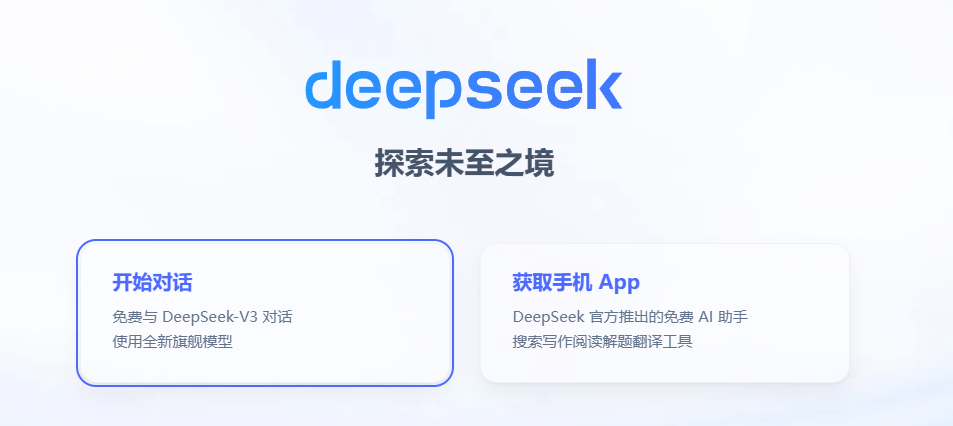 deepseek
探索未至之境
开始对话
免费与 DeepSeek-V3 对话
使用全新旗舰模型
获取手机 App
DeepSeek 官方推出的免费 AI 助手
搜索写作阅读解题翻译工具